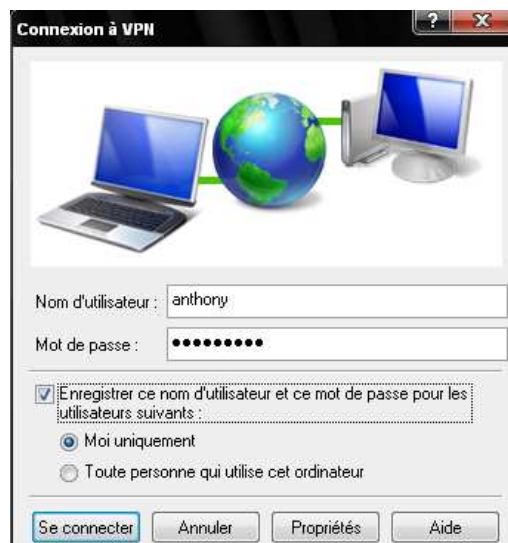 Connexion à VPN
?
Nom d'utilisateur : anthony
Mot de passe : •••••••••
Enregistrer ce nom d'utilisateur et ce mot de passe pour les
utilisateurs suivants :
Moi uniquement
Toute personne qui utilise cet ordinateur
Se connecter Annuler Propriétés Aide